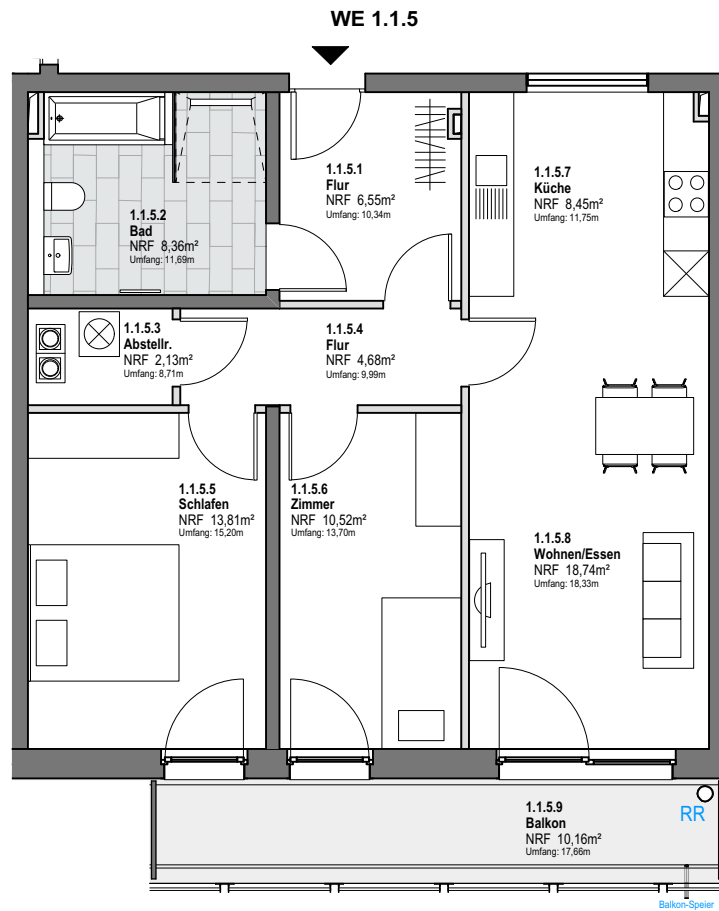 WE 1.1.5
1.1.5.1
Flur
NRF 6,55m²
Umfang: 10,34m
1.1.5.7
Küche
NRF 8,45m²
Umfang: 11,75m
1.1.5.2
Bad
NRF 8,36m²
Umfang: 11,69m
1.1.5.3
Abstellr.
NRF 2,13m²
Umfang: 8,71m
1.1.5.4
Flur
NRF 4,68m²
Umfang: 9,99m
1.1.5.5
Schlafen
NRF 13,81m²
Umfang: 15,20m
1.1.5.6
Zimmer
NRF 10,52m²
Umfang: 13,70m
1.1.5.8
Wohnen/Essen
NRF 18,74m²
Umfang: 18,33m
1.1.5.9
Balkon
NRF 10,16m²
Umfang: 17,66m
RR
Balkon-Speier